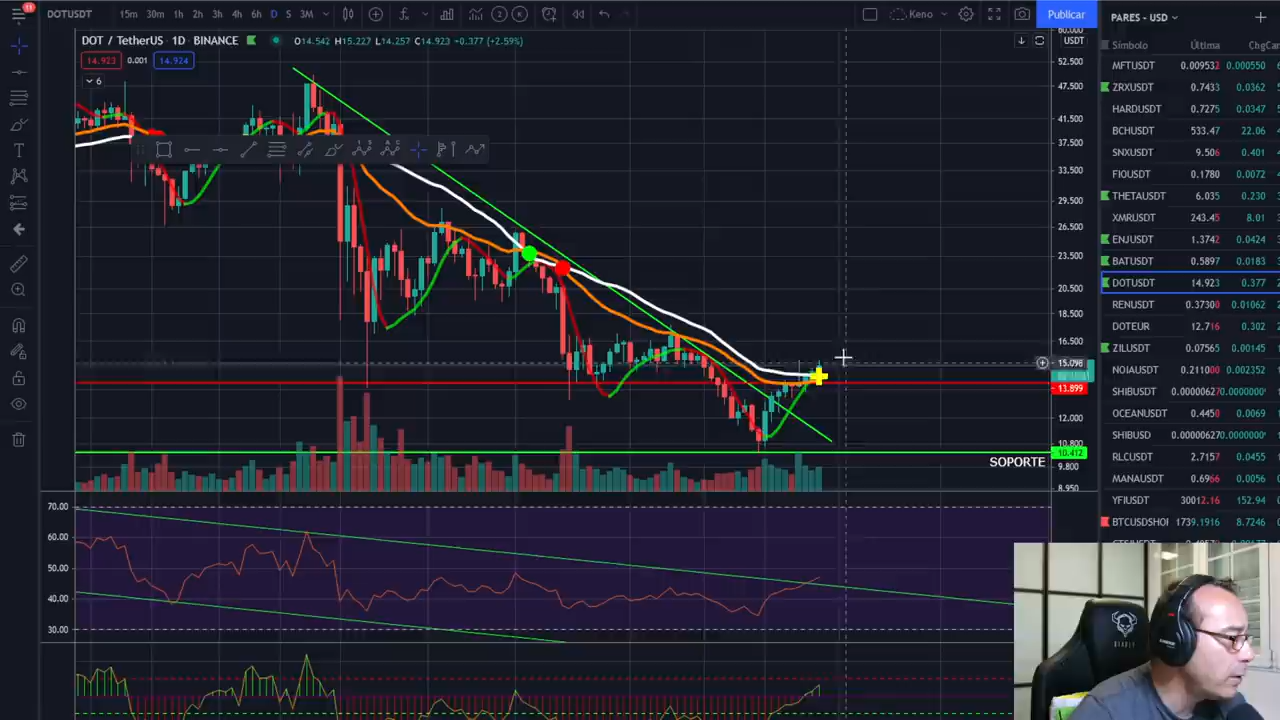 11
DOTUSDT 15m 30m 1h 2h 3h 4h 6h D S 3M Keno Publicar
DOT / TetherUS · 1D · BINANCE O14.542 H15.227 L14.257 C14.923 +0.377 (+2.59%)
14.923 0.001 14.924
6
USDT
60.000
52.500
47.500
41.500
37.500
33.500
29.500
26.500
23.500
20.500
18.500
16.500
15.098
13.899
12.000
10.800
10.412
9.800
8.950
SOPORTE
70.00
60.00
50.00
40.00
30.00
PARES - USD
Símbolo Última ChgCar
MFTUSDT 0.009532 0.000550
ZRXUSDT 0.7433 0.0362
HARDUSDT 0.7275 0.0347
BCHUSDT 533.47 22.06
SNXUSDT 9.506 0.401
FIOUSDT 0.1780 0.0072
THETAUSDT 6.035 0.230
XMRUSDT 243.45 8.01
ENJUSDT 1.3742 0.0424
BATUSDT 0.5897 0.0183
DOTUSDT 14.923 0.377
RENUSDT 0.37300 0.01062
DOTEUR 12.716 0.302
ZILUSDT 0.07565 0.00145
NOIAUSDT 0.21100 0.002352
SHIBUSDT 0.00000627 0.0000000
OCEANUSDT 0.4450 0.0069
SHIBUSD 0.00000627 0.0000000
RLCUSDT 2.7157 0.0455
MANAUSDT 0.6966 0.0056
YFIUSDT 30012.16 152.94
BTCUSDSHOR 1739.1916 8.7246